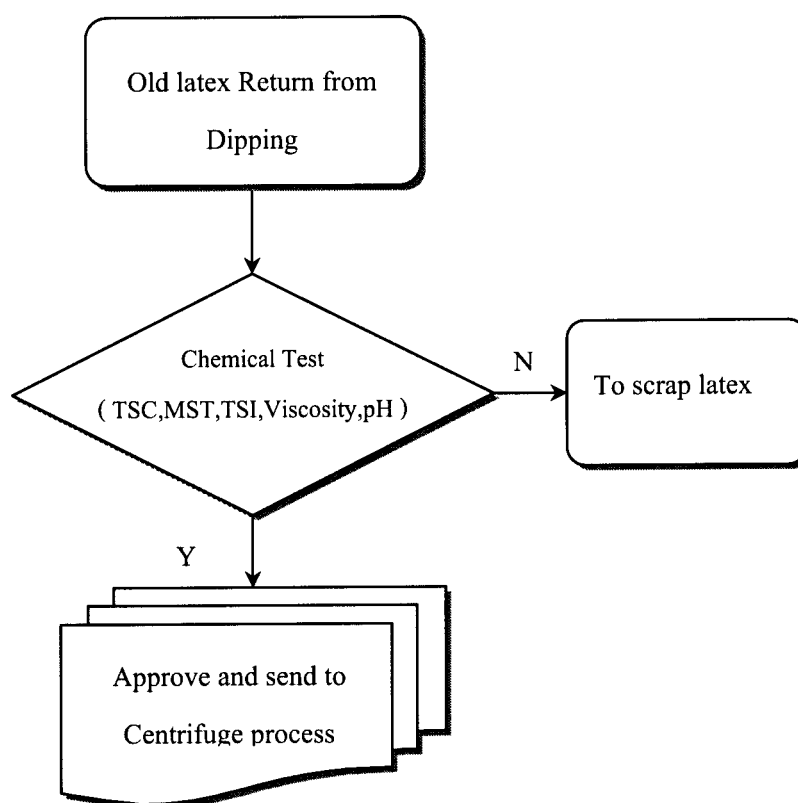 Old latex Return from
Dipping
Chemical Test
( TSC,MST,TSI,Viscosity,pH )
N
To scrap latex
Y
Approve and send to
Centrifuge process